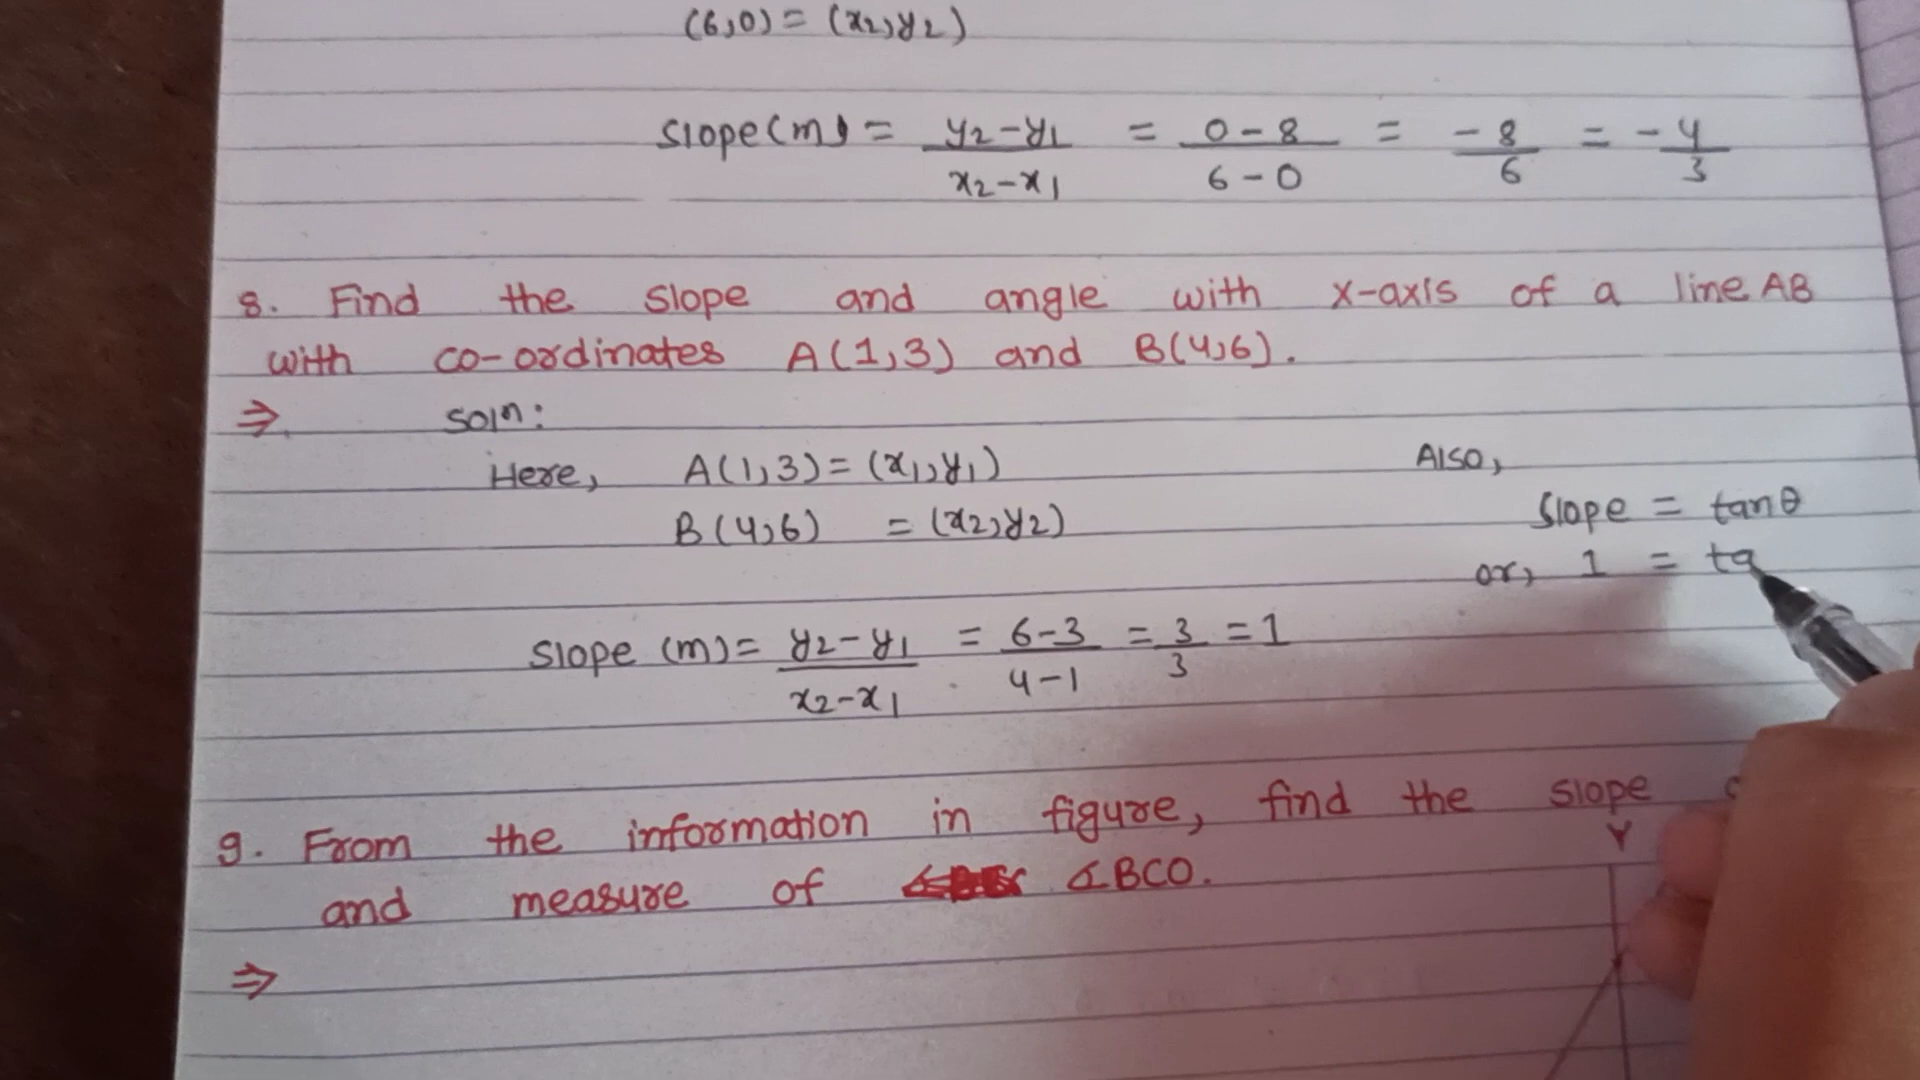 (6,0) = (x2,y2)
Slope(m) = y2-y1 / x2-x1 = 0-8 / 6-0 = -8/6 = -4/3
8. Find the slope and angle with x-axis of a line AB
with co-ordinates A(1,3) and B(4,6).
⇒ Soln:
Here, A(1,3) = (x1,y1)
B(4,6) = (x2,y2)
Slope (m) = y2-y1 / x2-x1 = 6-3 / 4-1 = 3/3 = 1
Also,
Slope = tanθ
or, 1 = ta
9. From the information in figure, find the slope
and measure of ∠BCO.
⇒
Y